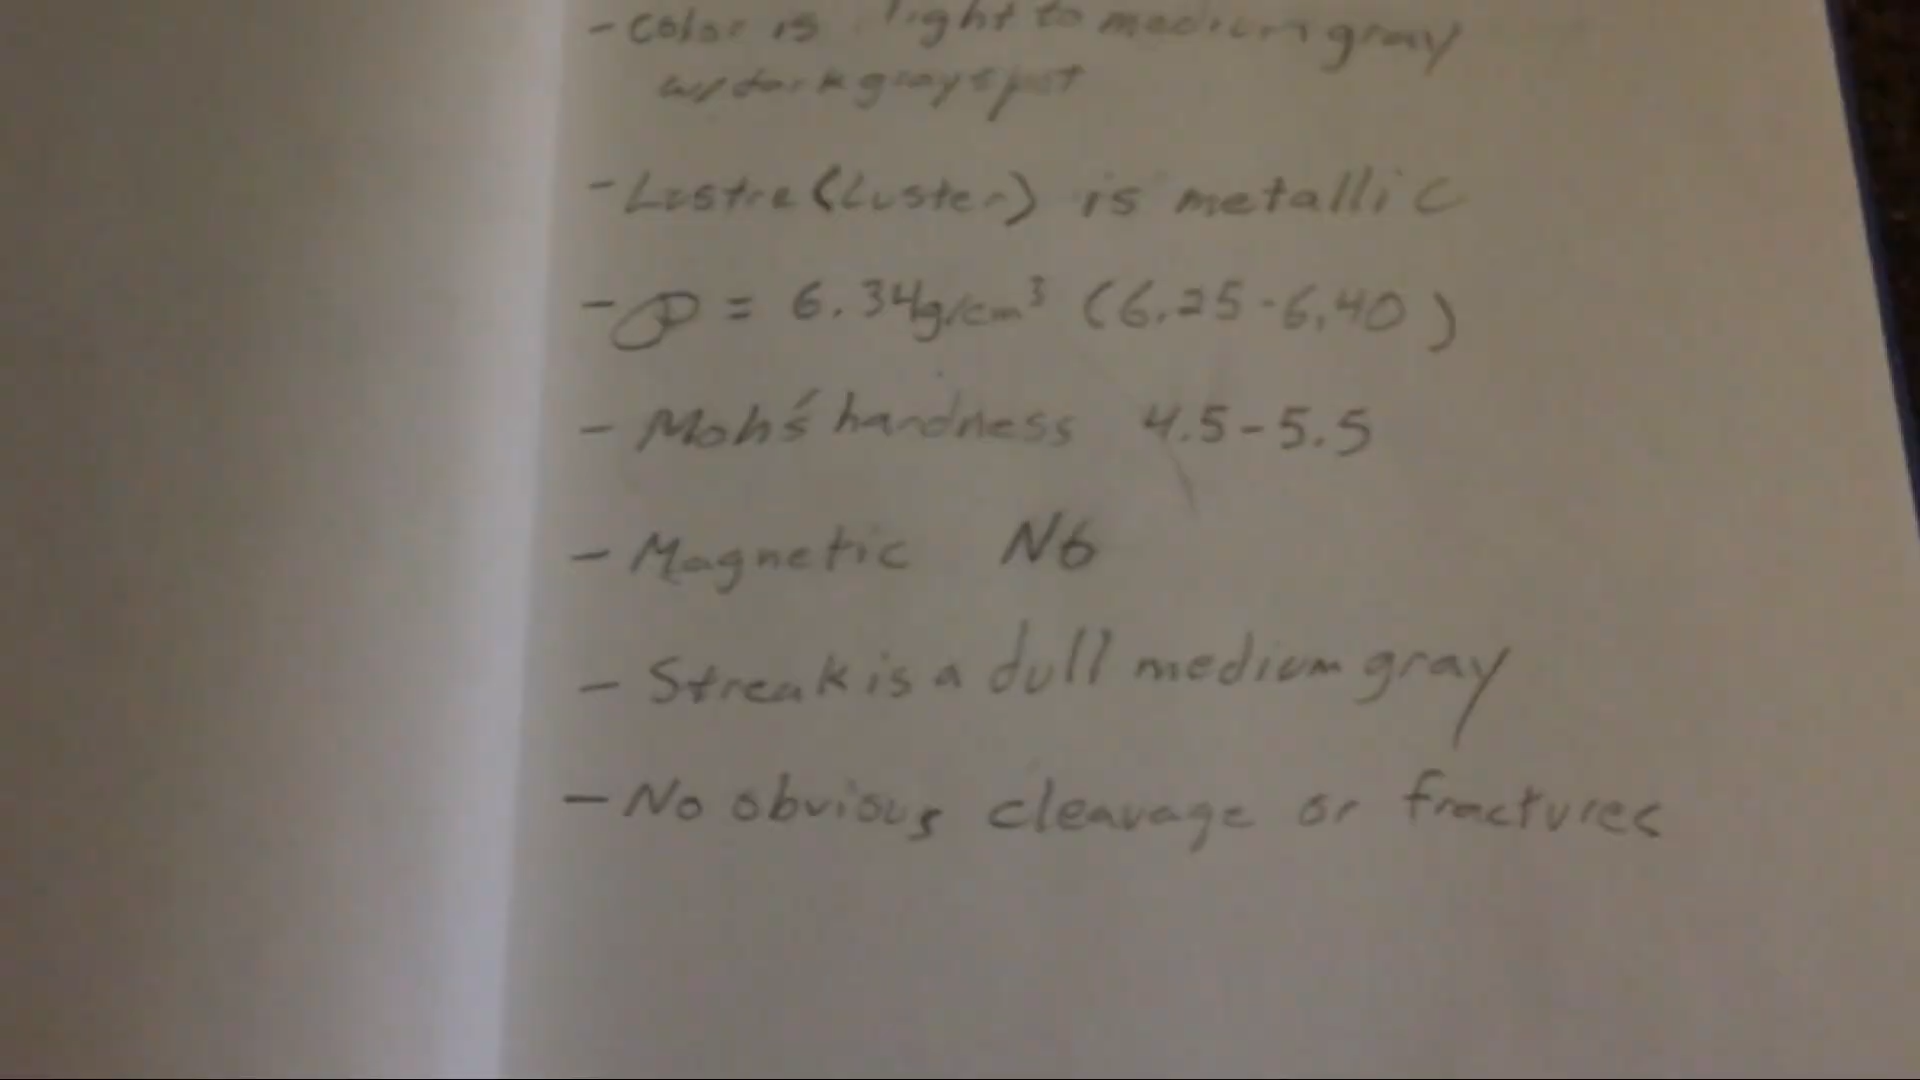 - Color is light to medium gray
w/dark gray spot
- Lustre (Luster) is metallic
- ρ = 6.34g/cm³ (6.25-6.40)
- Moh's hardness 4.5-5.5
- Magnetic No
- Streak is a dull medium gray
- No obvious cleavage or fractures